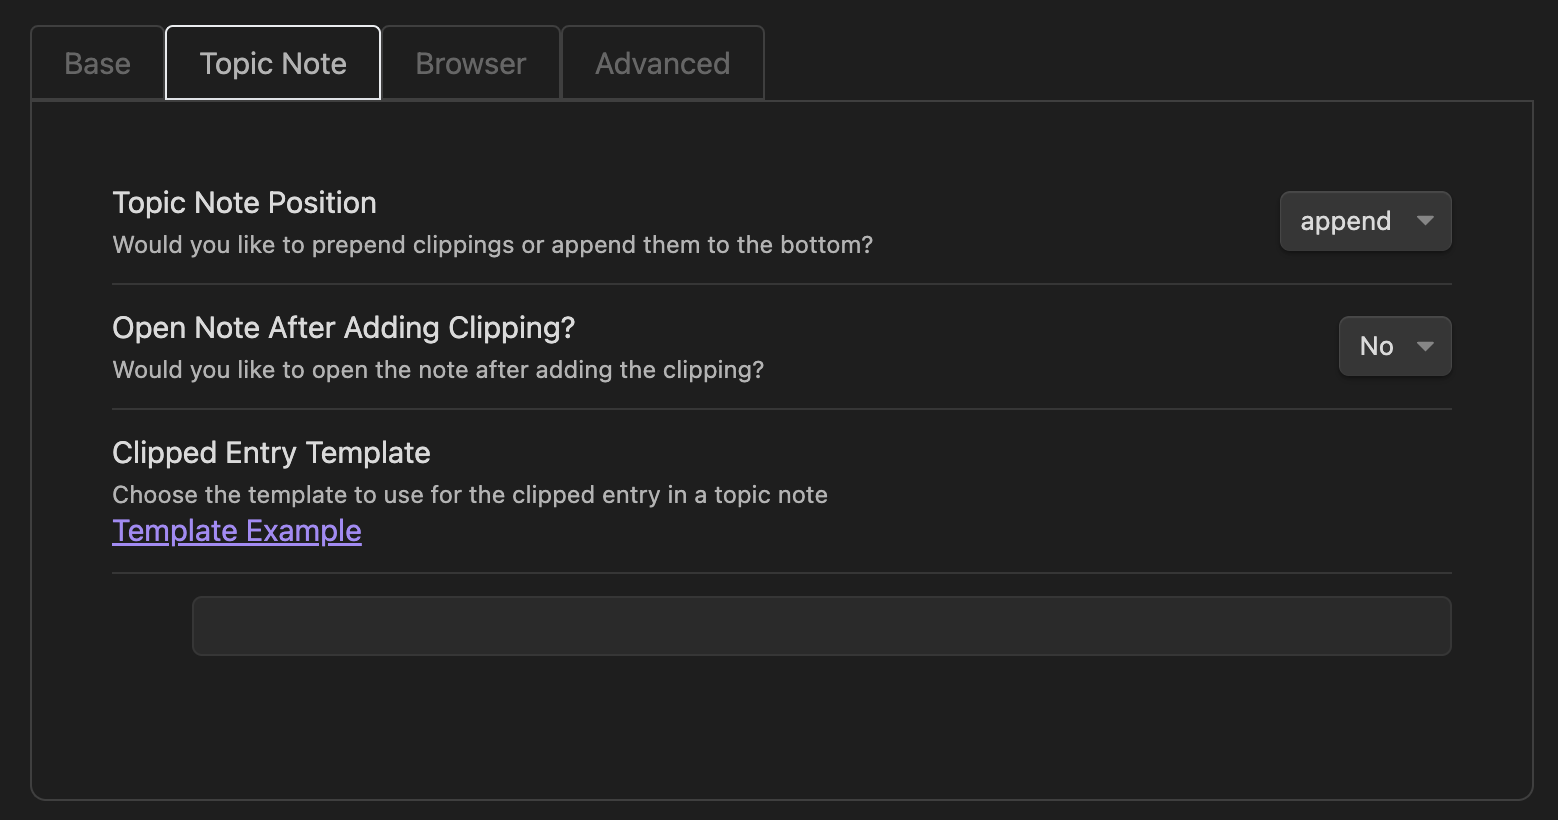 Base Topic Note Browser Advanced
Topic Note Position
Would you like to prepend clippings or append them to the bottom?
append
Open Note After Adding Clipping?
Would you like to open the note after adding the clipping?
No
Clipped Entry Template
Choose the template to use for the clipped entry in a topic note
Template Example